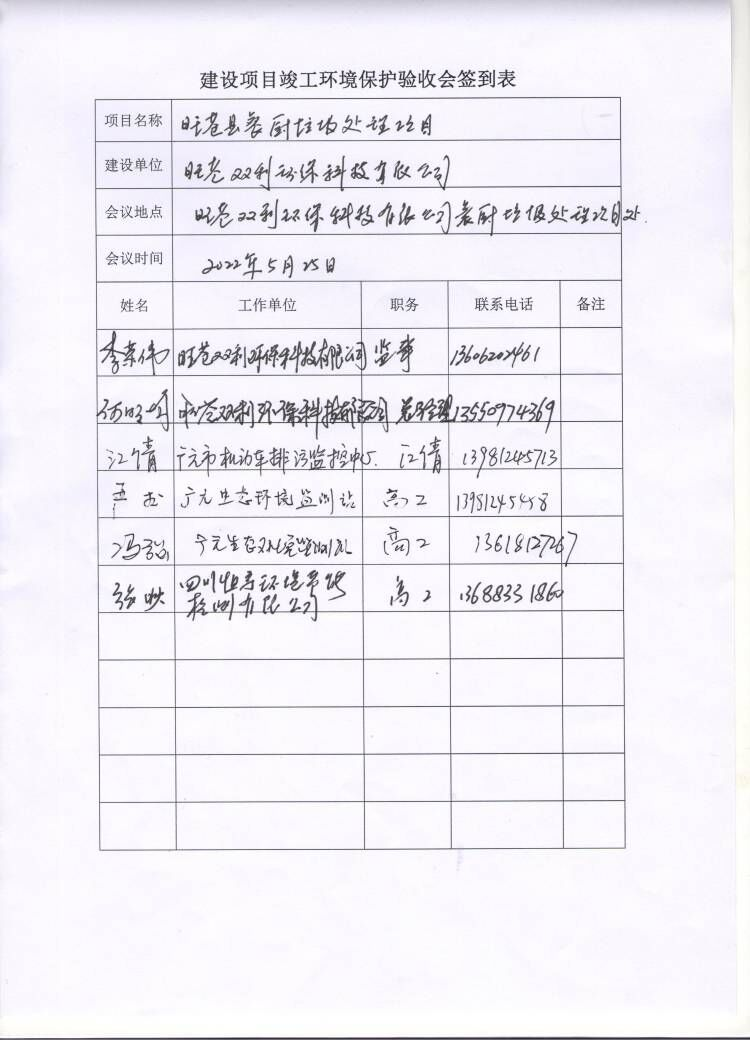 建设项目竣工环境保护验收会签到表
项目名称 旺苍县餐厨垃圾处理项目
建设单位 旺苍双利环保科技有限公司
会议地点 旺苍双利环保科技有限公司餐厨垃圾处理项目处
会议时间 2022年5月25日
姓名 工作单位 职务 联系电话 备注
李荣伟 旺苍双利环保科技有限公司 监事 13606202461
旺苍双利环保科技有限公司 总经理 13550974369
江倩 广元市机动车排污监控中心 江倩 13981245713
广元生态环境监测站 高工 13981245458
冯 广元生态环境监测站 高工 13618127267
张 四川恒 环境
检测有限公司 高工 13688331860